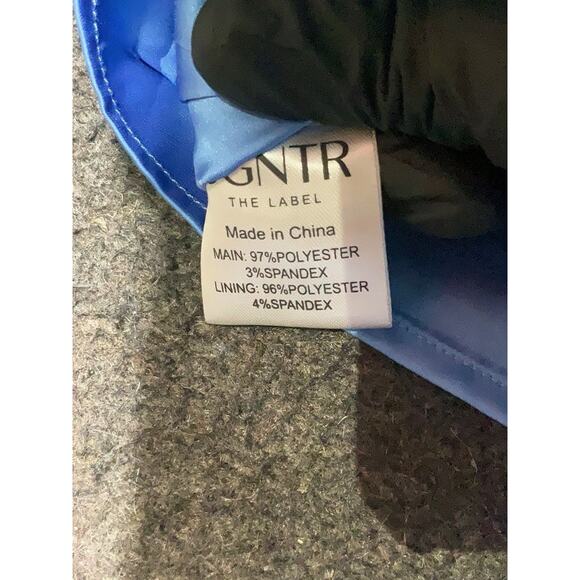 GNTR
THE LABEL
Made in China
MAIN: 97%POLYESTER
3%SPANDEX
LINING: 96%POLYESTER
4%SPANDEX